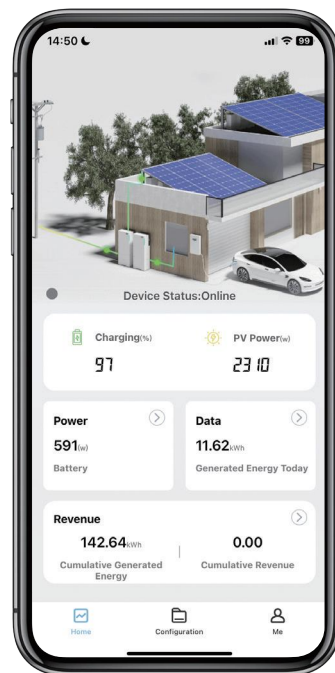 14:50 99
Device Status:Online
Charging(%) PV Power(w)
97 2310
Power Data
591(w) 11.62kWh
Battery Generated Energy Today
Revenue
142.64kWh 0.00
Cumulative Generated Cumulative Revenue
Energy
Home Configuration Me